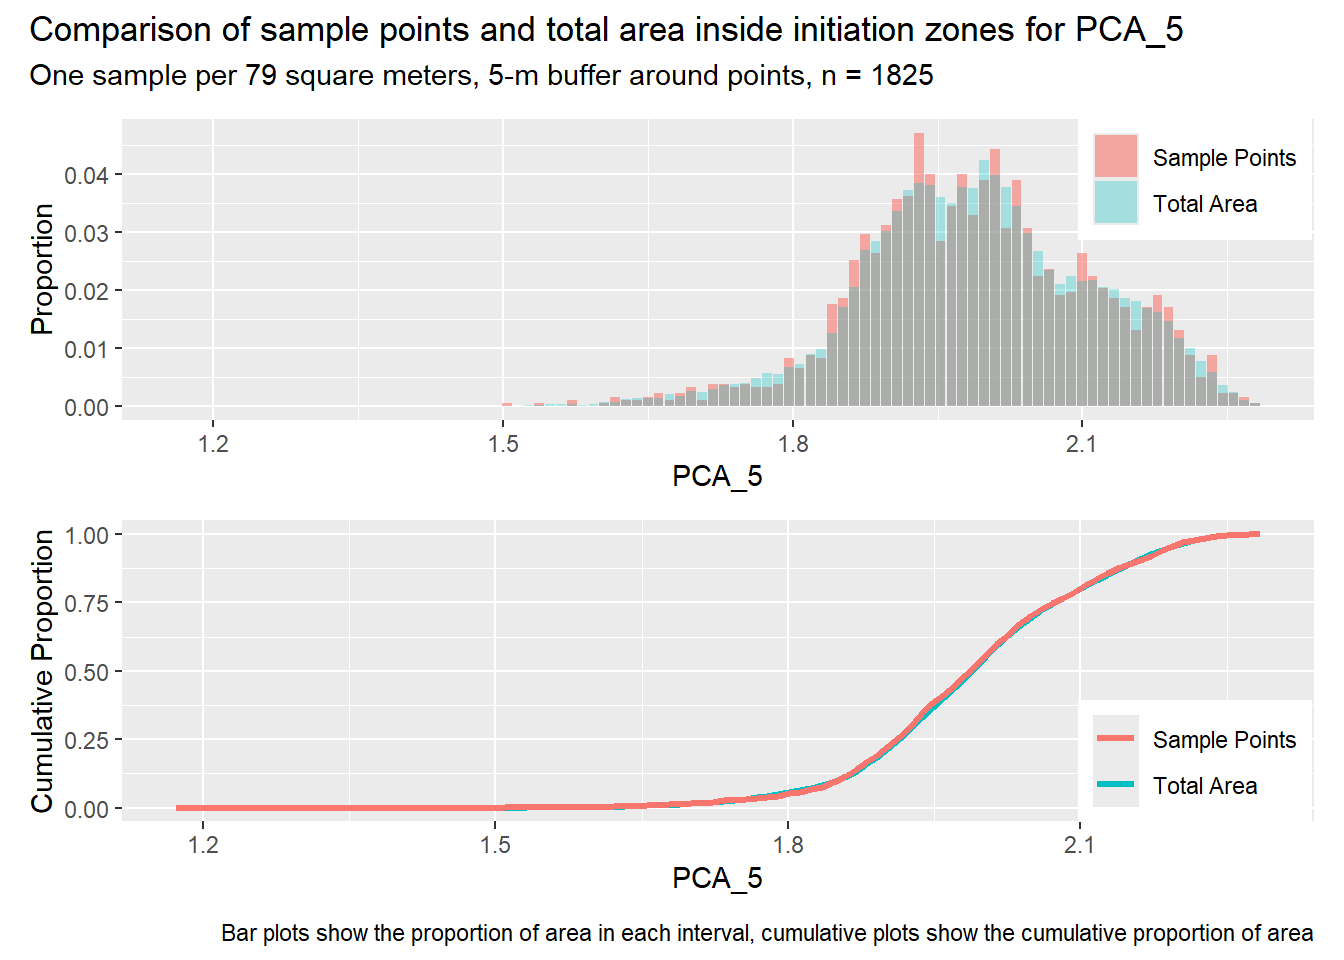 Comparison of sample points and total area inside initiation zones for PCA_5
One sample per 79 square meters, 5-m buffer around points, n = 1825
Proportion
0.04
0.03
0.02
0.01
0.00
Sample Points
Total Area
1.2
1.5
1.8
2.1
PCA_5
Cumulative Proportion
1.00
0.75
0.50
0.25
0.00
Sample Points
Total Area
1.2
1.5
1.8
2.1
PCA_5
Bar plots show the proportion of area in each interval, cumulative plots show the cumulative proportion of area